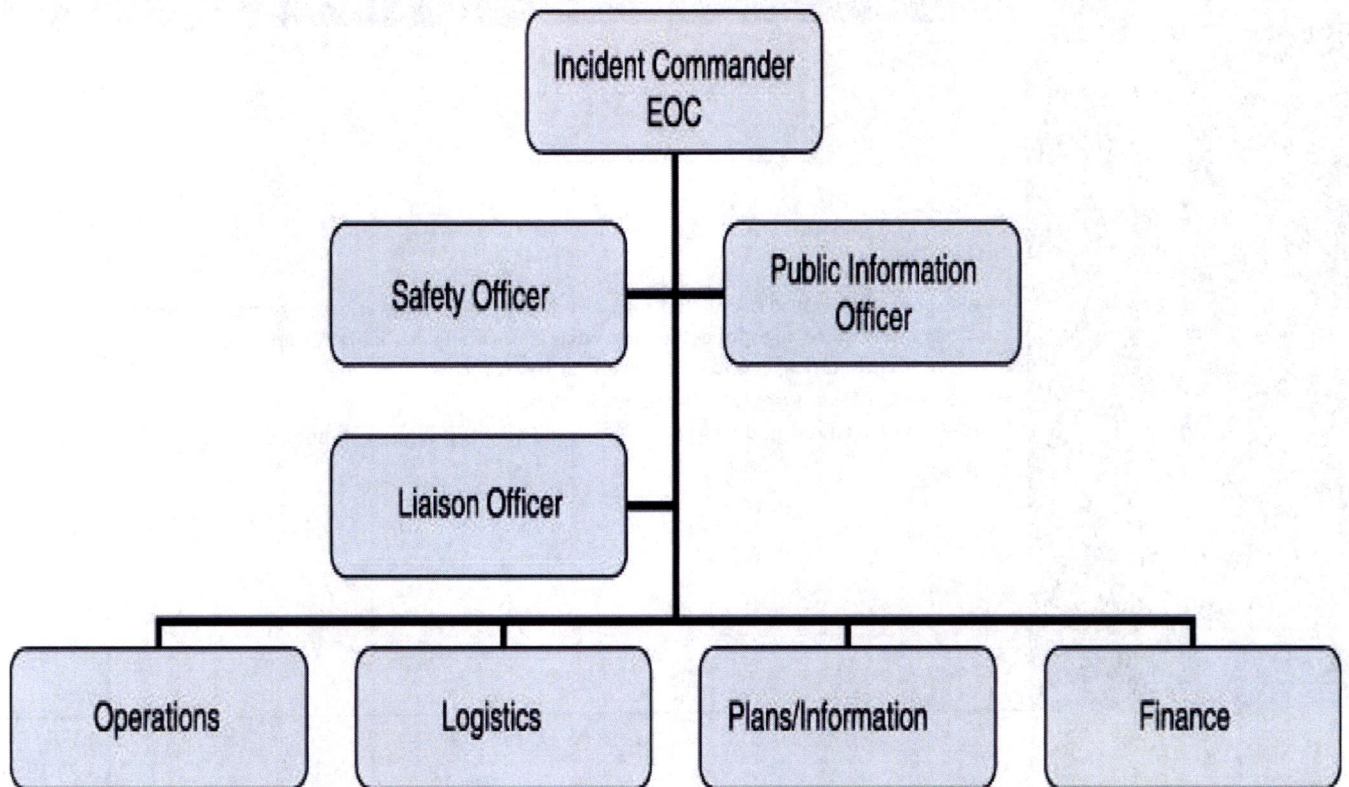 Incident Commander
EOC
Safety Officer
Public Information
Officer
Liaison Officer
Operations
Logistics
Plans/Information
Finance